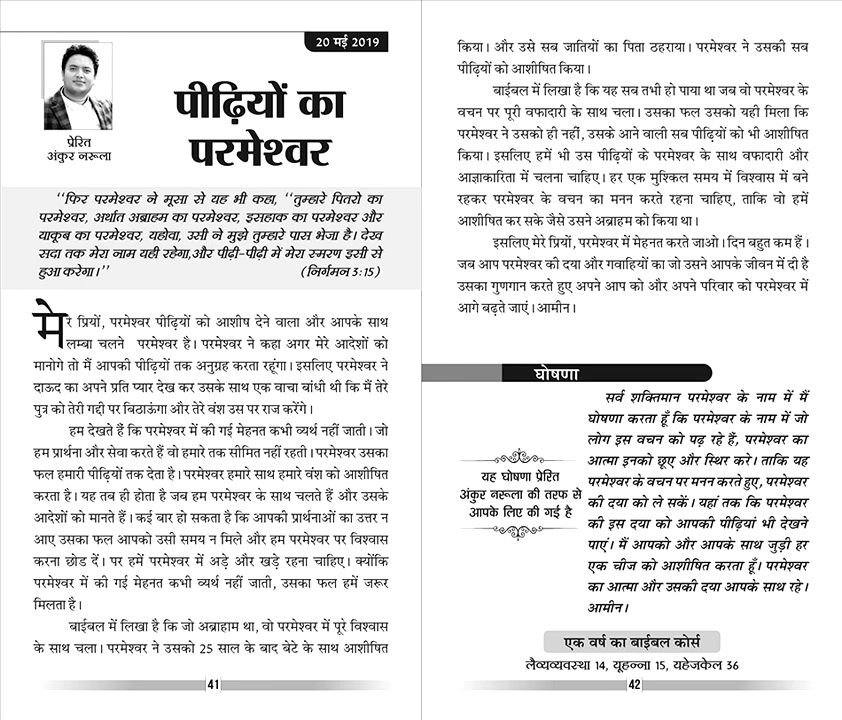 20 मई 2019
प्रेरित
अंकुर नरूला
पीढ़ियों का
परमेश्वर
“फिर परमेश्वर ने मूसा से यह भी कहा, “तुम्हारे पितरो का
परमेश्वर, अर्थात अब्राहम का परमेश्वर, इसहाक का परमेश्वर और
याकूब का परमेश्वर, यहोवा, उसी ने मुझे तुम्हारे पास भेजा है। देख
सदा तक मेरा नाम यही रहेगा,और पीढ़ी-पीढ़ी में मेरा स्मरण इसी से
हुआ करेगा।” (निर्गमन 3:15)
मेरे प्रियों, परमेश्वर पीढ़ियों को आशीष देने वाला और आपके साथ
लम्बा चलने परमेश्वर है। परमेश्वर ने कहा अगर मेरे आदेशों को
मानोगे तो मैं आपकी पीढ़ियों तक अनुग्रह करता रहूंगा। इसलिए परमेश्वर ने
दाऊद का अपने प्रति प्यार देख कर उसके साथ एक वाचा बांधी थी कि मैं तेरे
पुत्र को तेरी गद्दी पर बिठाऊंगा और तेरे वंश उस पर राज करेंगे।
हम देखते हैं कि परमेश्वर में की गई मेहनत कभी व्यर्थ नहीं जाती। जो
हम प्रार्थना और सेवा करते हैं वो हमारे तक सीमित नहीं रहती। परमेश्वर उसका
फल हमारी पीढ़ियों तक देता है। परमेश्वर हमारे साथ हमारे वंश को आशीषित
करता है। यह तब ही होता है जब हम परमेश्वर के साथ चलते हैं और उसके
आदेशों को मानते हैं। कई बार हो सकता है कि आपकी प्रार्थनाओं का उत्तर न
आए उसका फल आपको उसी समय न मिले और हम परमेश्वर पर विश्वास
करना छोड दें। पर हमें परमेश्वर में अड़े और खड़े रहना चाहिए। क्योंकि
परमेश्वर में की गई मेहनत कभी व्यर्थ नहीं जाती, उसका फल हमें जरूर
मिलता है।
बाईबल में लिखा है कि जो अब्राहाम था, वो परमेश्वर में पूरे विश्वास
के साथ चला। परमेश्वर ने उसको 25 साल के बाद बेटे के साथ आशीषित
41
किया। और उसे सब जातियों का पिता ठहराया। परमेश्वर ने उसकी सब
पीढ़ियों को आशीषित किया।
बाईबल में लिखा है कि यह सब तभी हो पाया था जब वो परमेश्वर के
वचन पर पूरी वफादारी के साथ चला। उसका फल उसको यही मिला कि
परमेश्वर ने उसको ही नहीं, उसके आने वाली सब पीढ़ियों को भी आशीषित
किया। इसलिए हमें भी उस पीढ़ियों के परमेश्वर के साथ वफादारी और
आज्ञाकारिता में चलना चाहिए। हर एक मुश्किल समय में विश्वास में बने
रहकर परमेश्वर के वचन का मनन करते रहना चाहिए, ताकि वो हमें
आशीषित कर सके जैसे उसने अब्राहम को किया था।
इसलिए मेरे प्रियों, परमेश्वर में मेहनत करते जाओ। दिन बहुत कम हैं।
जब आप परमेश्वर की दया और गवाहियों का जो उसने आपके जीवन में दी है
उसका गुणगान करते हुए अपने आप को और अपने परिवार को परमेश्वर में
आगे बढ़ते जाएं। आमीन।
घोषणा
यह घोषणा प्रेरित
अंकुर नरूला की तरफ से
आपके लिए की गई है
सर्व शक्तिमान परमेश्वर के नाम में मैं
घोषणा करता हूँ कि परमेश्वर के नाम में जो
लोग इस वचन को पढ़ रहे हैं, परमेश्वर का
आत्मा इनको छूए और स्थिर करे। ताकि यह
परमेश्वर के वचन पर मनन करते हुए, परमेश्वर
की दया को ले सकें। यहां तक कि परमेश्वर
की इस दया को आपकी पीढ़ियां भी देखने
पाएं। मैं आपको और आपके साथ जुड़ी हर
एक चीज को आशीषित करता हूँ। परमेश्वर
का आत्मा और उसकी दया आपके साथ रहे।
आमीन।
एक वर्ष का बाईबल कोर्स
लैव्यव्यवस्था 14, यूहन्ना 15, यहेजकेल 36
42